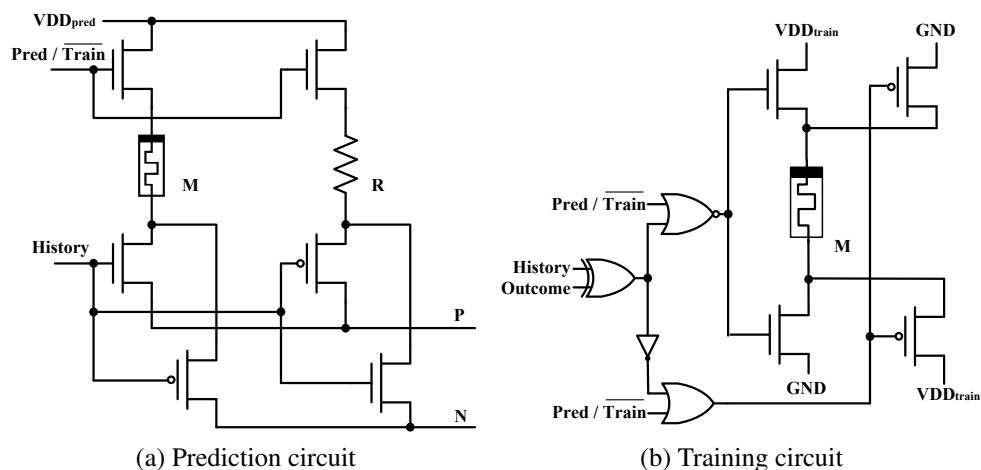 VDDpred
Pred / Train
M
R
History
P
N
(a) Prediction circuit
VDDtrain
GND
Pred / Train
M
History
Outcome
GND
Pred / Train
VDDtrain
(b) Training circuit